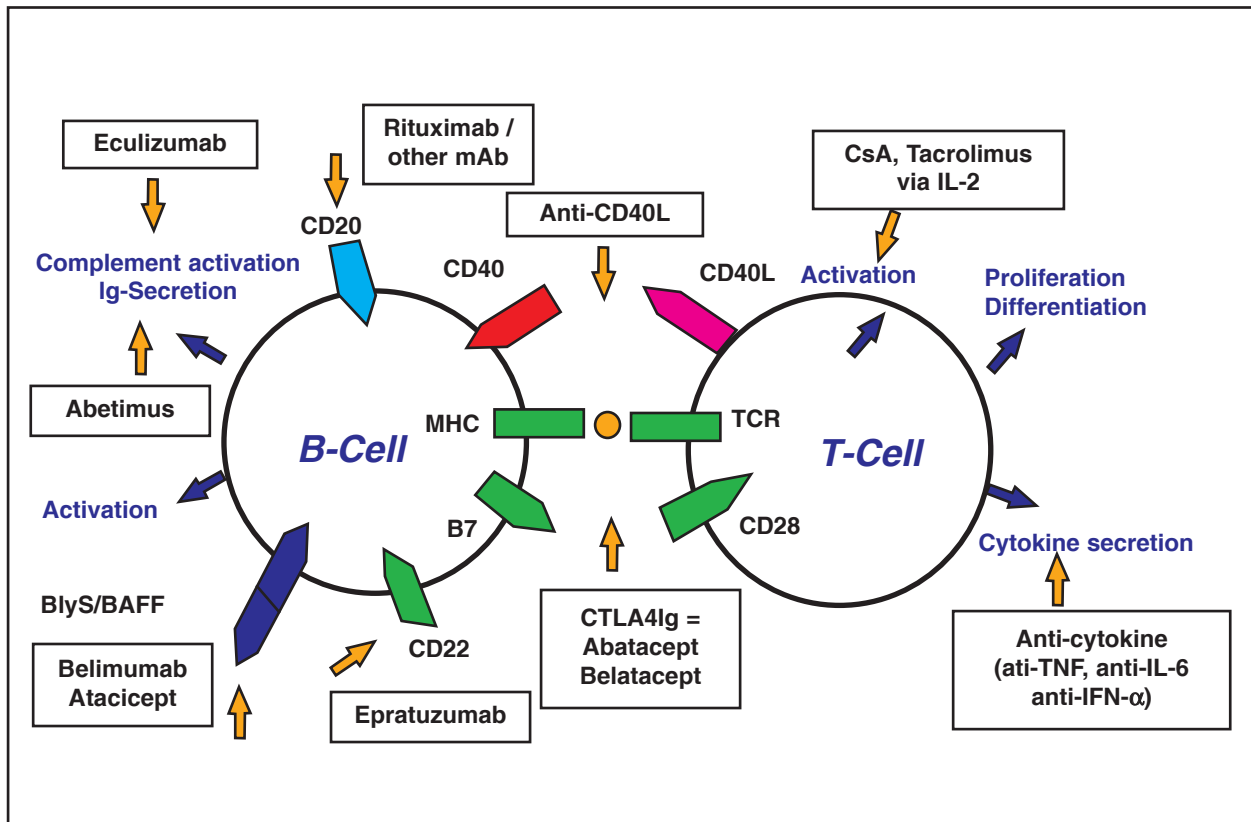 Eculizumab
Rituximab /
other mAb
CsA, Tacrolimus
via IL-2
Anti-CD40L
CD20
Complement activation
Ig-Secretion
CD40
CD40L
Activation
Proliferation
Differentiation
Abetimus
MHC
TCR
B-Cell
T-Cell
Activation
B7
CD28
Cytokine secretion
BlyS/BAFF
CD22
Belimumab
Atacicept
Epratuzumab
CTLA4Ig =
Abatacept
Belatacept
Anti-cytokine
(ati-TNF, anti-IL-6
anti-IFN-α)